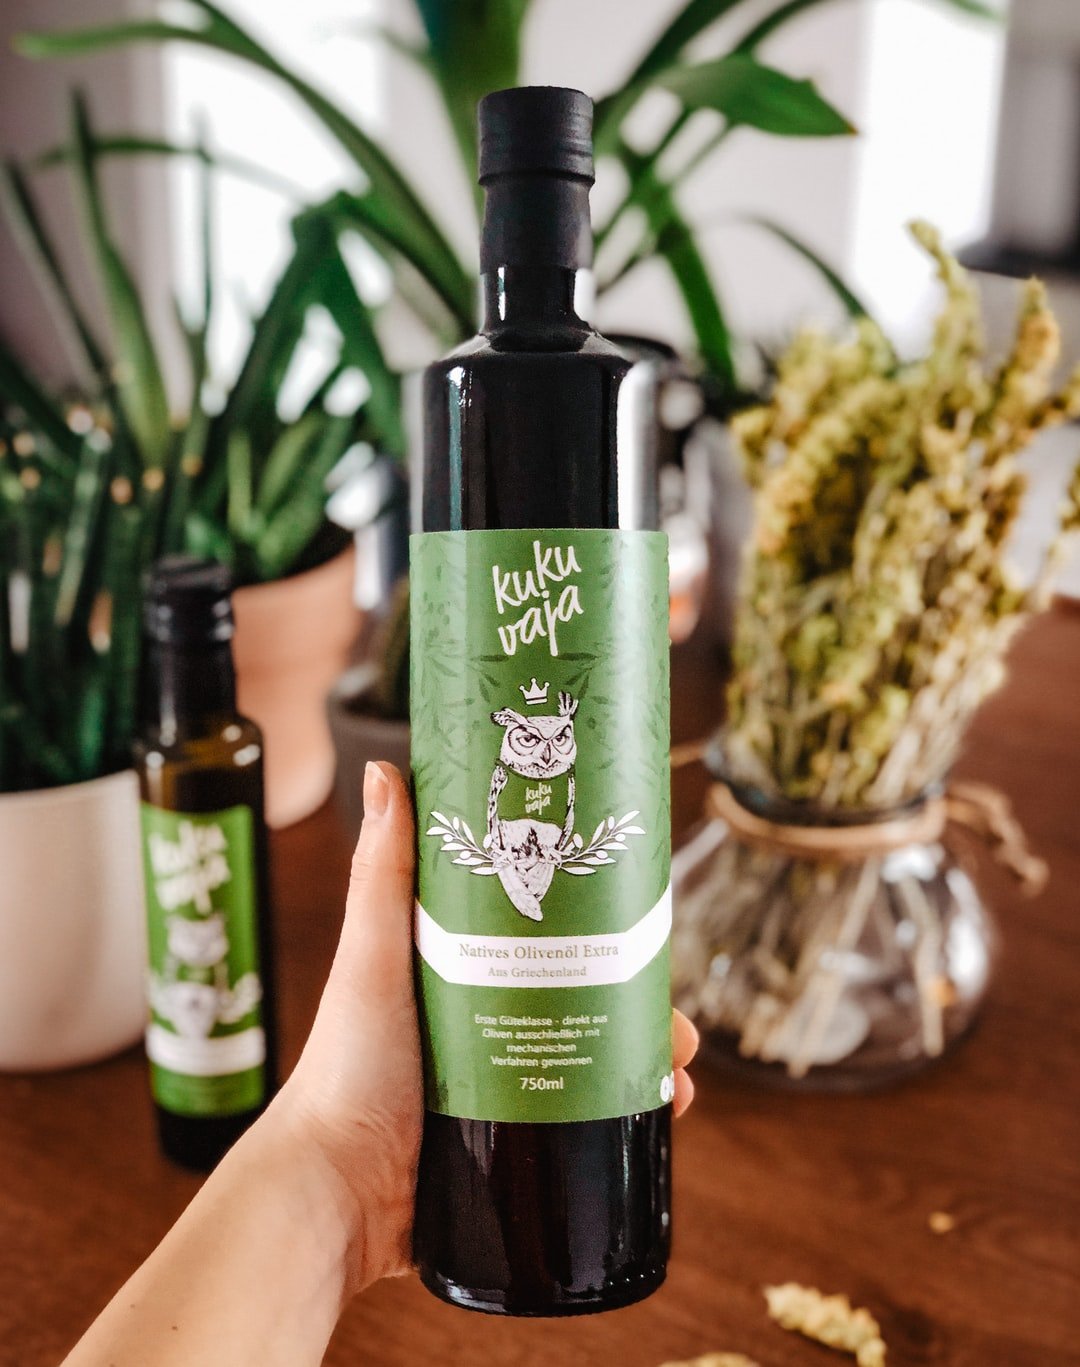 kuku
vaja
kuku
vaja
Natives Olivenöl Extra
Aus Griechenland
Erste Güteklasse - direkt aus
Oliven ausschließlich mit
mechanischen
Verfahren gewonnen
750ml
kuku
vaja